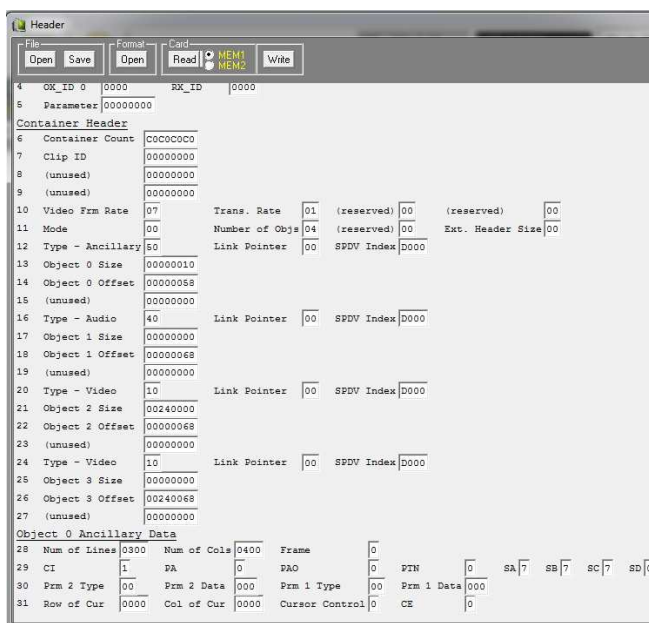 Header
File Format Card
Open Save Open Read MEM1 MEM2 Write
4 OX_ID 0 0000 RX_ID 0000
5 Parameter 00000000
Container Header
6 Container Count C0C0C0C0
7 Clip ID 00000000
8 (unused) 00000000
9 (unused) 00000000
10 Video Frm Rate 07 Trans. Rate 01 (reserved) 00 (reserved) 00
11 Mode 00 Number of Objs 04 (reserved) 00 Ext. Header Size 00
12 Type - Ancillary 50 Link Pointer 00 SPDV Index D000
13 Object 0 Size 00000010
14 Object 0 Offset 00000058
15 (unused) 00000000
16 Type - Audio 40 Link Pointer 00 SPDV Index D000
17 Object 1 Size 00000000
18 Object 1 Offset 00000068
19 (unused) 00000000
20 Type - Video 10 Link Pointer 00 SPDV Index D000
21 Object 2 Size 00240000
22 Object 2 Offset 00000068
23 (unused) 00000000
24 Type - Video 10 Link Pointer 00 SPDV Index D000
25 Object 3 Size 00000000
26 Object 3 Offset 00240068
27 (unused) 00000000
Object 0 Ancillary Data
28 Num of Lines 0300 Num of Cols 0400 Frame 0
29 CI 1 PA 0 PAO 0 PTN 0 SA 7 SB 7 SC 7 SD
30 Prm 2 Type 00 Prm 2 Data 000 Prm 1 Type 00 Prm 1 Data 000
31 Row of Cur 0000 Col of Cur 0000 Cursor Control 0 CE 0